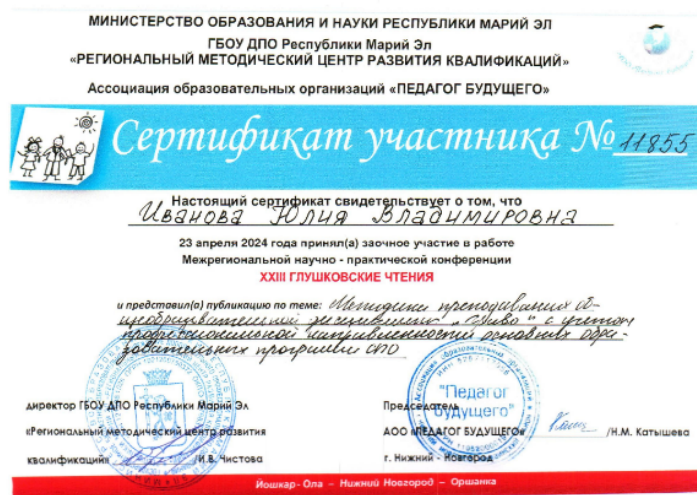 МИНИСТЕРСТВО ОБРАЗОВАНИЯ И НАУКИ РЕСПУБЛИКИ МАРИЙ ЭЛ
ГБОУ ДПО Республики Марий Эл
«РЕГИОНАЛЬНЫЙ МЕТОДИЧЕСКИЙ ЦЕНТР РАЗВИТИЯ КВАЛИФИКАЦИЙ»
Ассоциация образовательных организаций «ПЕДАГОГ БУДУЩЕГО»
Сертификат участника № 11855
Настоящий сертификат свидетельствует о том, что
Иванова Юлия Владимировна
23 апреля 2024 года принял(а) заочное участие в работе
Межрегиональной научно - практической конференции
XXIII ГЛУШКОВСКИЕ ЧТЕНИЯ
и представил(а) публикацию по теме: Методика преподавания об-
щеобразовательной дисциплины "Право" с учетом
профессиональной направленности основных обра-
зовательных программ СПО
директор ГБОУ ДПО Республики Марий Эл
«Региональный методический центр развития
квалификаций» /И.В. Чистова
"Педагог
будущего"
Председатель
АОО «ПЕДАГОГ БУДУЩЕГО» /Н.М. Катышева
г. Нижний - Новгород
Йошкар-Ола – Нижний Новгород – Оршанка